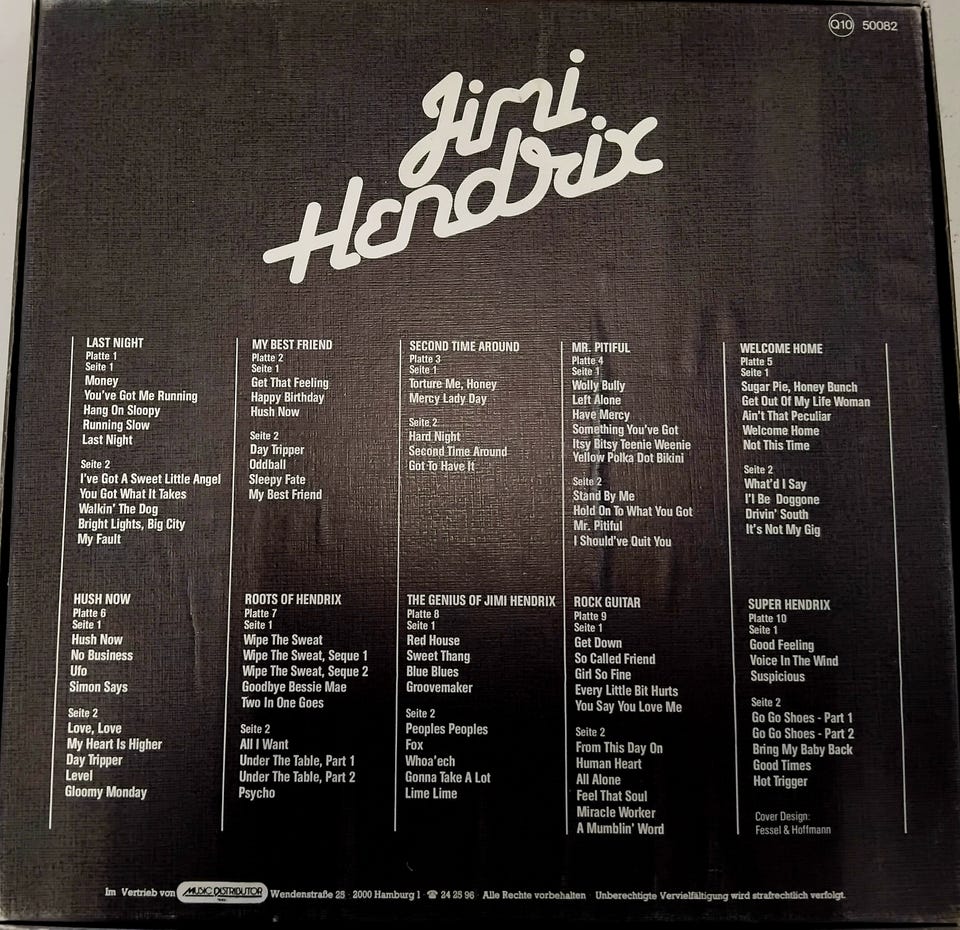 Q10 50082
Jimi
Hendrix
LAST NIGHT
Platte 1
Seite 1
Money
You've Got Me Running
Hang On Sloopy
Running Slow
Last Night
Seite 2
I've Got A Sweet Little Angel
You Got What It Takes
Walkin' The Dog
Bright Lights, Big City
My Fault
MY BEST FRIEND
Platte 2
Seite 1
Get That Feeling
Happy Birthday
Hush Now
Seite 2
Day Tripper
Oddball
Sleepy Fate
My Best Friend
SECOND TIME AROUND
Platte 3
Seite 1
Torture Me, Honey
Mercy Lady Day
Seite 2
Hard Night
Second Time Around
Got To Have It
MR. PITIFUL
Platte 4
Seite 1
Wolly Bully
Left Alone
Have Mercy
Something You've Got
Itsy Bitsy Teenie Weenie
Yellow Polka Dot Bikini
Seite 2
Stand By Me
Hold On To What You Got
Mr. Pitiful
I Should've Quit You
WELCOME HOME
Platte 5
Seite 1
Sugar Pie, Honey Bunch
Get Out Of My Life Woman
Ain't That Peculiar
Welcome Home
Not This Time
Seite 2
What'd I Say
I'l Be Doggone
Drivin' South
It's Not My Gig
HUSH NOW
Platte 6
Seite 1
Hush Now
No Business
Ufo
Simon Says
Seite 2
Love, Love
My Heart Is Higher
Day Tripper
Level
Gloomy Monday
ROOTS OF HENDRIX
Platte 7
Seite 1
Wipe The Sweat
Wipe The Sweat, Seque 1
Wipe The Sweat, Seque 2
Goodbye Bessie Mae
Two In One Goes
Seite 2
All I Want
Under The Table, Part 1
Under The Table, Part 2
Psycho
THE GENIUS OF JIMI HENDRIX
Platte 8
Seite 1
Red House
Sweet Thang
Blue Blues
Groovemaker
Seite 2
Peoples Peoples
Fox
Whoa'ech
Gonna Take A Lot
Lime Lime
ROCK GUITAR
Platte 9
Seite 1
Get Down
So Called Friend
Girl So Fine
Every Little Bit Hurts
You Say You Love Me
Seite 2
From This Day On
Human Heart
All Alone
Feel That Soul
Miracle Worker
A Mumblin' Word
SUPER HENDRIX
Platte 10
Seite 1
Good Feeling
Voice In The Wind
Suspicious
Seite 2
Go Go Shoes - Part 1
Go Go Shoes - Part 2
Bring My Baby Back
Good Times
Hot Trigger
Cover Design:
Fessel & Hoffmann
Im Vertrieb von MUSIC DISTRIBUTOR Wendenstraße 25 · 2000 Hamburg 1 · ☎ 24 25 96 · Alle Rechte vorbehalten · Unberechtigte Vervielfältigung wird strafrechtlich verfolgt.